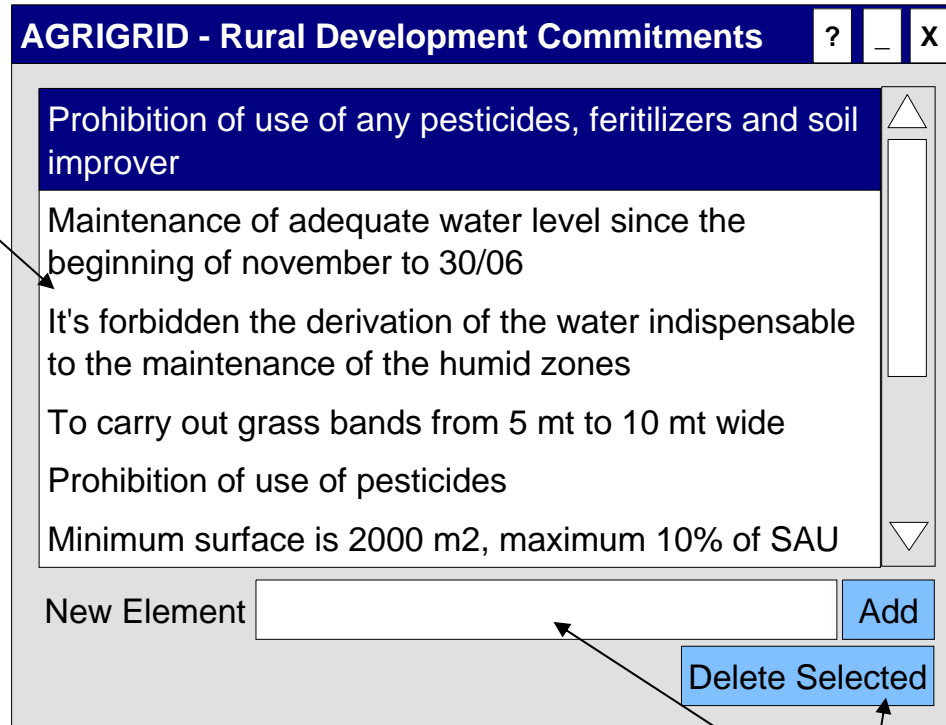 AGRIGRID - Rural Development Commitments ? _ X
Prohibition of use of any pesticides, feritilizers and soil
improver
Maintenance of adequate water level since the
beginning of november to 30/06
It's forbidden the derivation of the water indispensable
to the maintenance of the humid zones
To carry out grass bands from 5 mt to 10 mt wide
Prohibition of use of pesticides
Minimum surface is 2000 m2, maximum 10% of SAU
New Element Add
Delete Selected